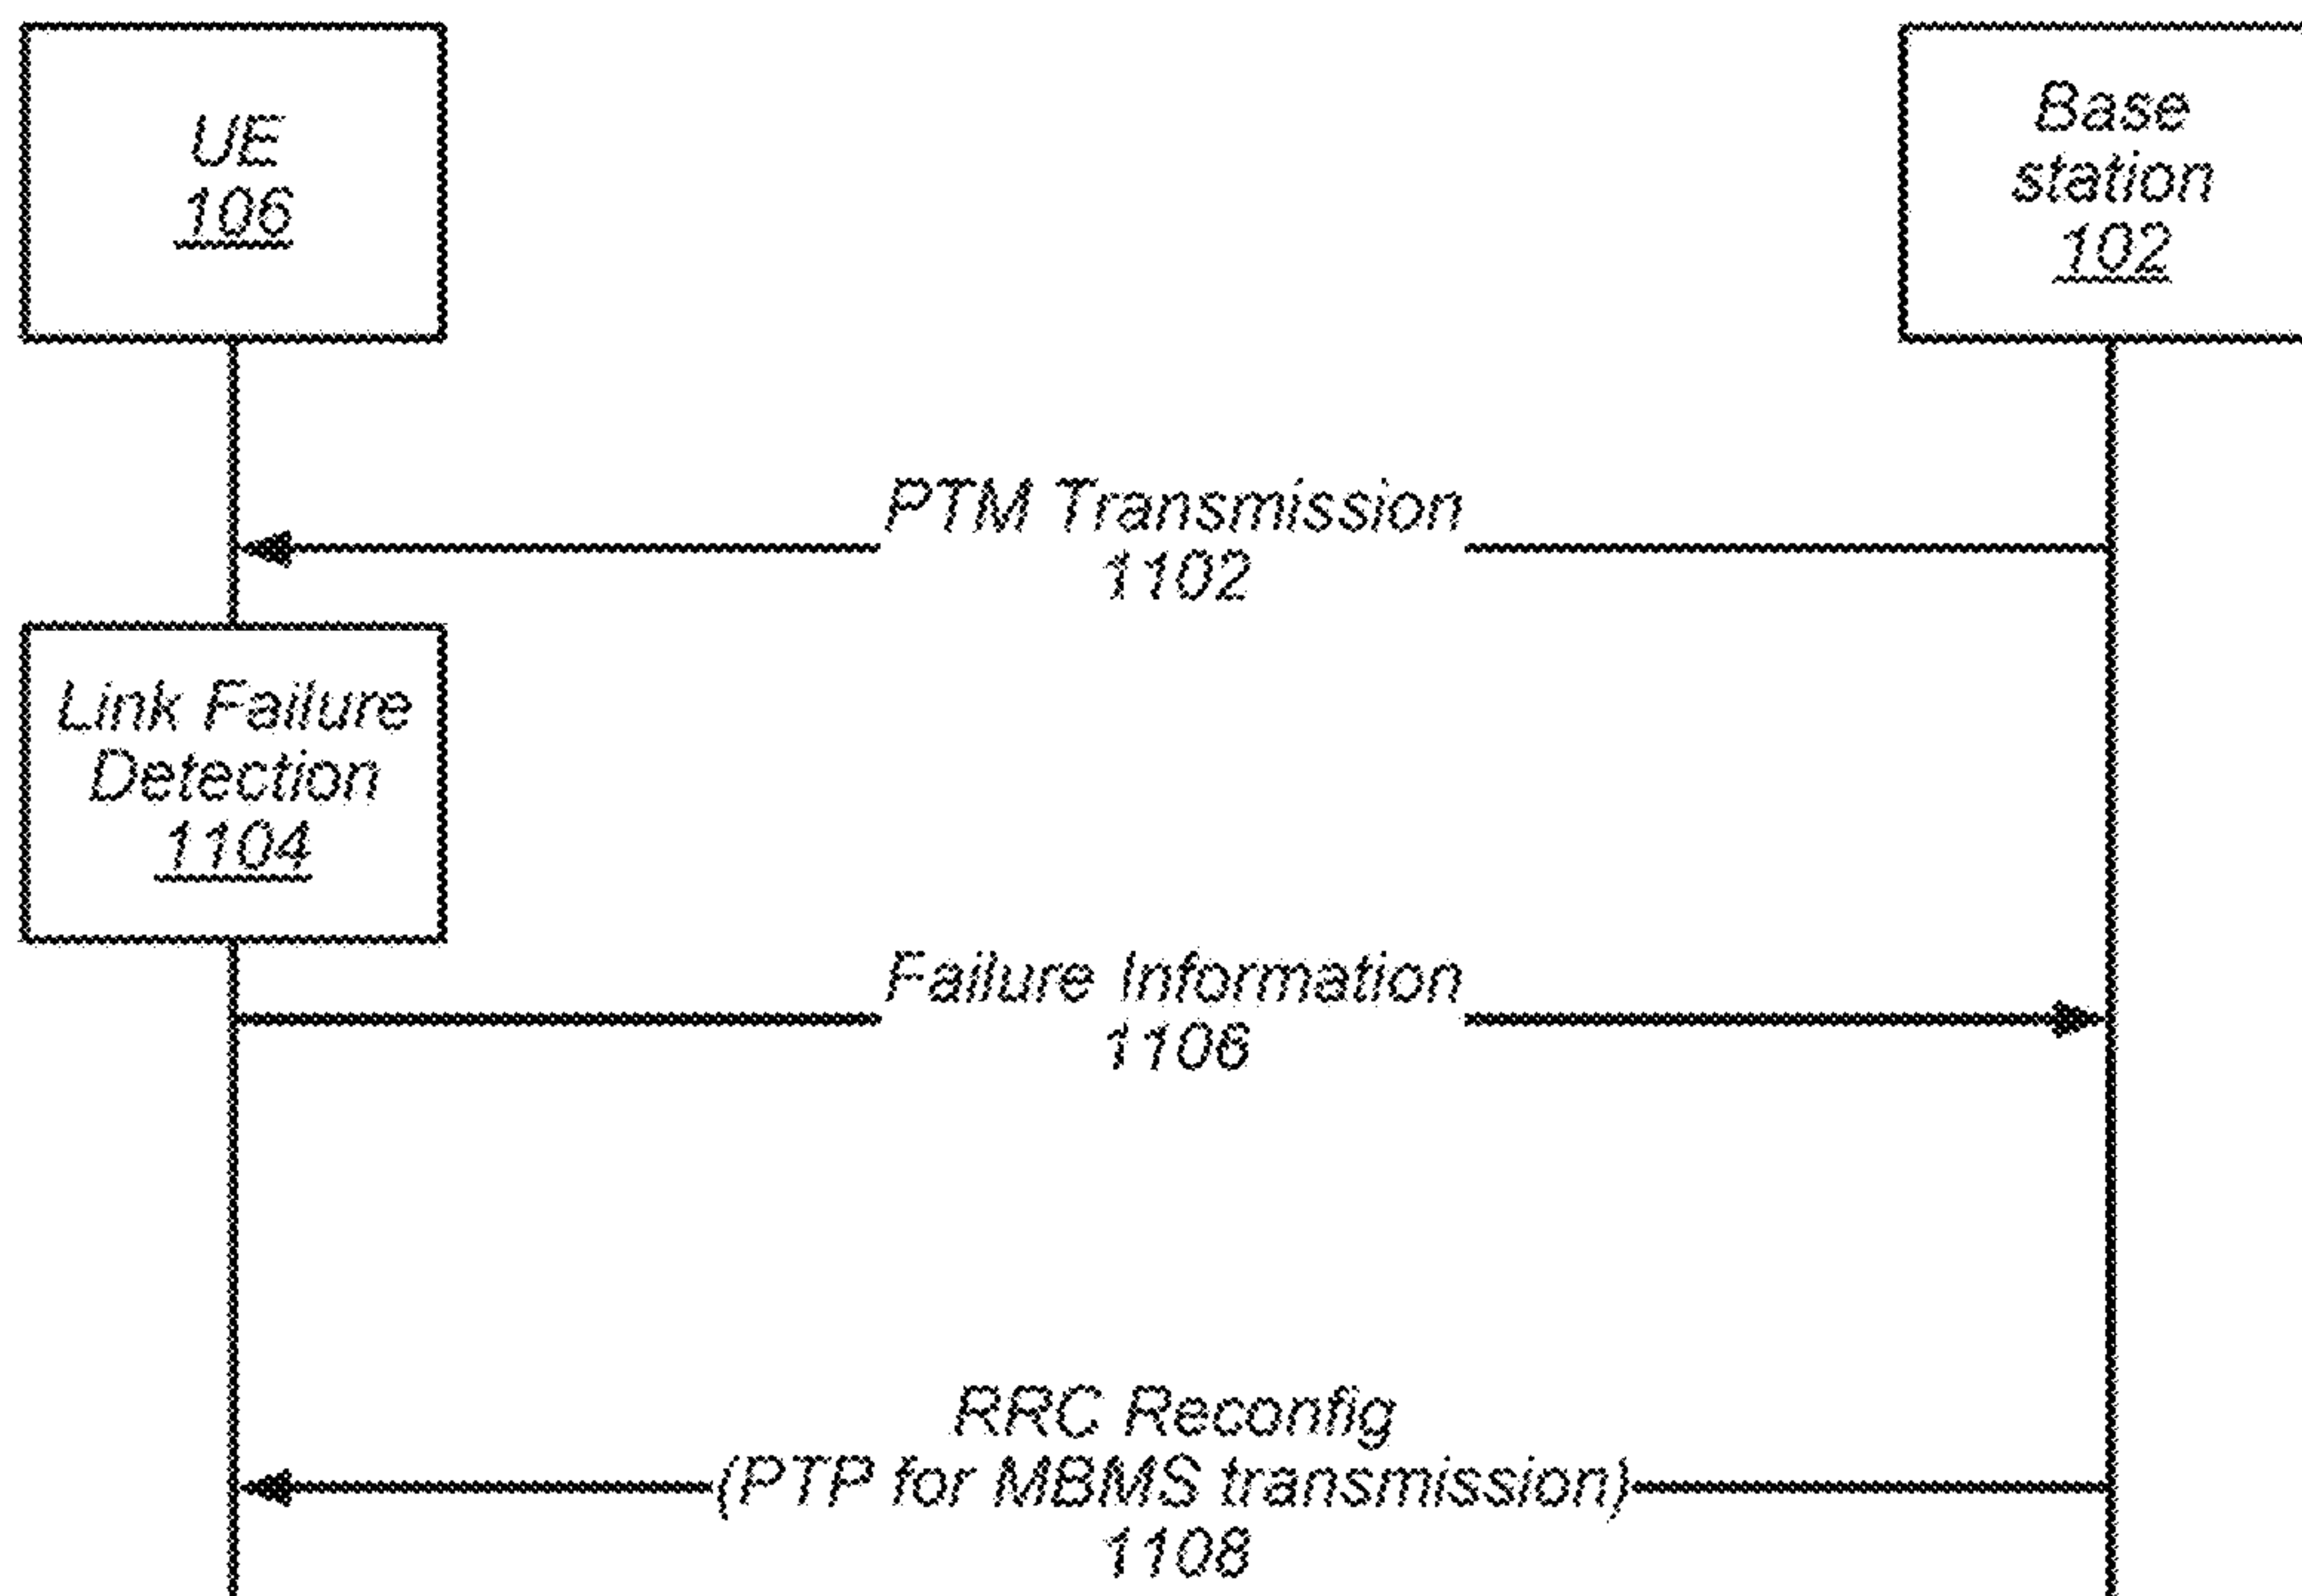 UE
106
Base
station
102
PTM Transmission
1102
Link Failure
Detection
1104
Failure Information
1106
RRC Reconfig
(PTP for MBMS transmission)
1108